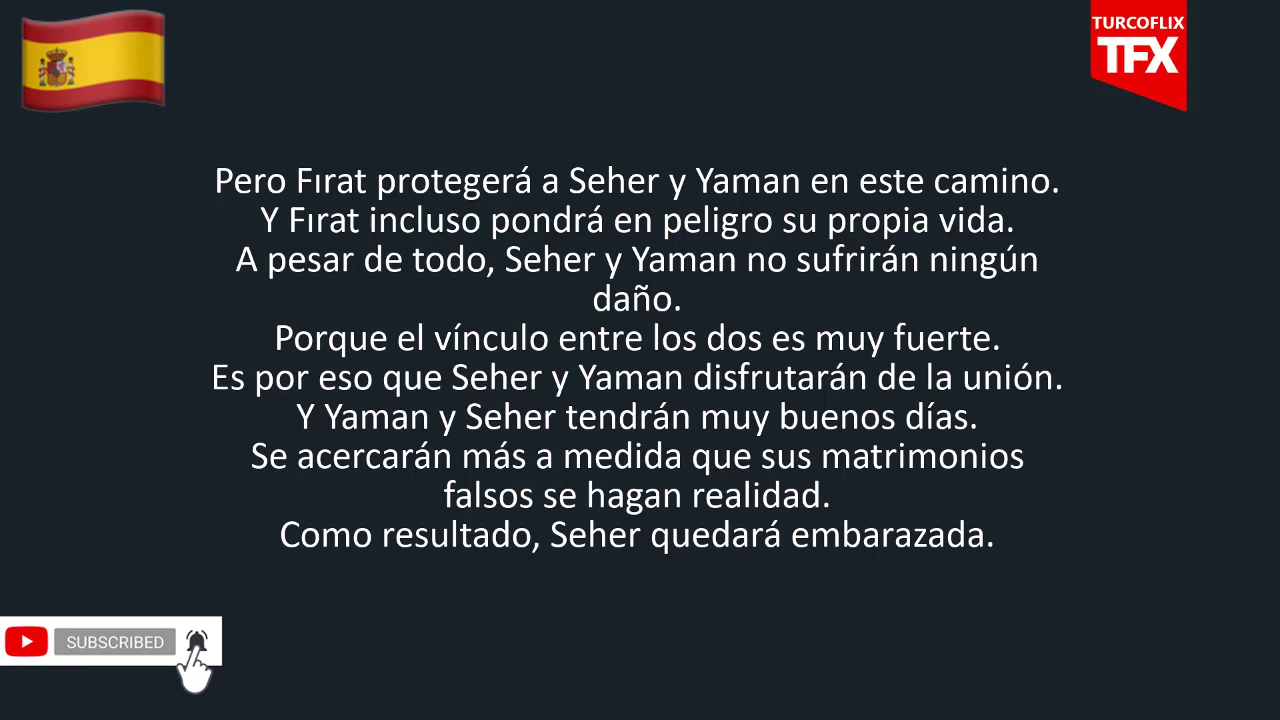 TURCOFLIX
TFX
Pero Fırat protegerá a Seher y Yaman en este camino.
Y Fırat incluso pondrá en peligro su propia vida.
A pesar de todo, Seher y Yaman no sufrirán ningún
daño.
Porque el vínculo entre los dos es muy fuerte.
Es por eso que Seher y Yaman disfrutarán de la unión.
Y Yaman y Seher tendrán muy buenos días.
Se acercarán más a medida que sus matrimonios
falsos se hagan realidad.
Como resultado, Seher quedará embarazada.
SUBSCRIBED